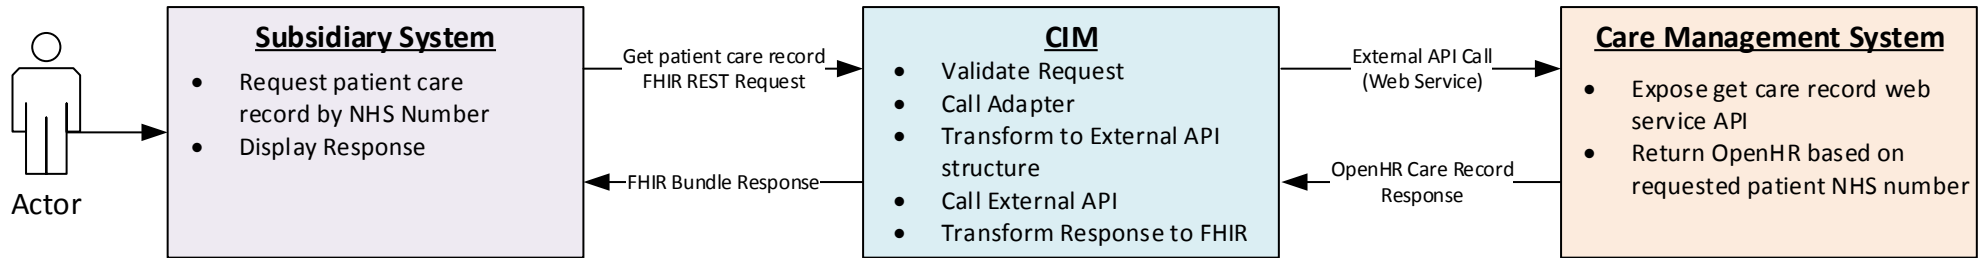 Actor
Subsidiary System
• Request patient care
record by NHS Number
• Display Response
Get patient care record
FHIR REST Request
FHIR Bundle Response
CIM
• Validate Request
• Call Adapter
• Transform to External API
structure
• Call External API
• Transform Response to FHIR
External API Call
(Web Service)
OpenHR Care Record
Response
Care Management System
• Expose get care record web
service API
• Return OpenHR based on
requested patient NHS number